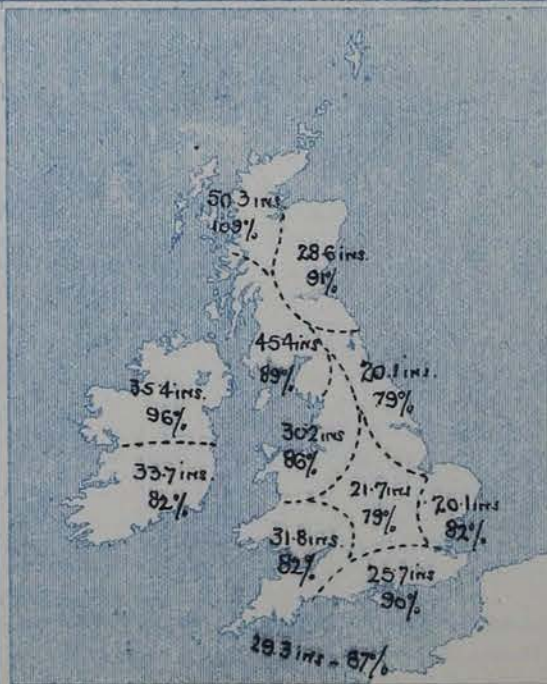 50.3 ins
109%
28.6 ins.
91%
45.4 ins
89%
20.1 ins.
79%
35.4 ins.
96%
30.2 ins
86%
33.7 ins.
82%
21.7 ins
79%
20.1 ins
82%
31.8 ins
82%
25.7 ins
90%
29.3 ins - 87%